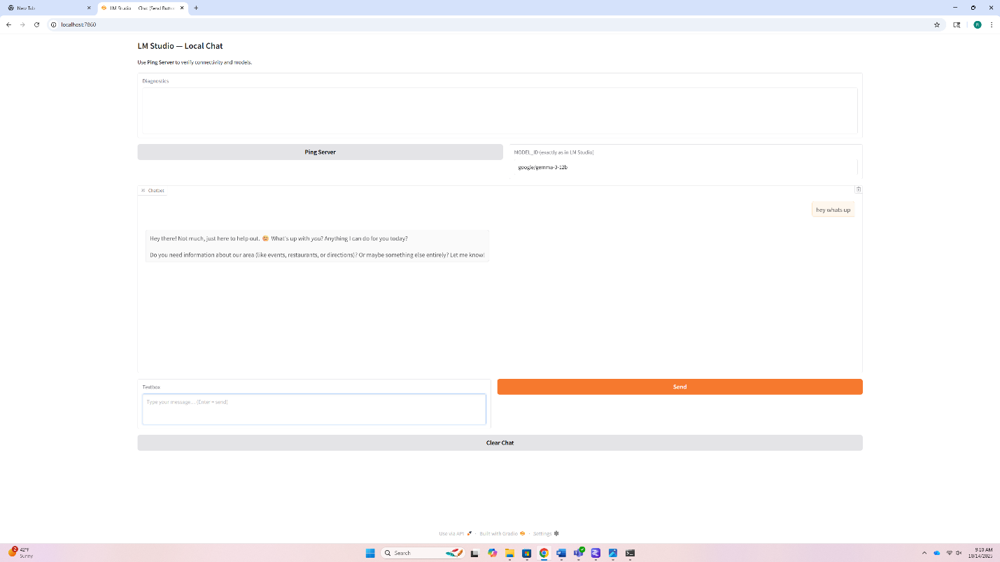 New Tab
LM Studio — Chat (Send Butto
localhost:7860
LM Studio — Local Chat
Use Ping Server to verify connectivity and models.
Diagnostics
Ping Server
MODEL_ID (exactly as in LM Studio)
google/gemma-3-12b
Chatbot
hey whats up
Hey there! Not much, just here to help out. 😊 What's up with you? Anything I can do for you today?
Do you need information about our area (like events, restaurants, or directions)? Or maybe something else entirely? Let me know!
Textbox
Send
Type your message… (Enter = send)
Clear Chat
Use via API · Built with Gradio · Settings
2
42°F
Sunny
Search
9:10 AM
10/14/2025